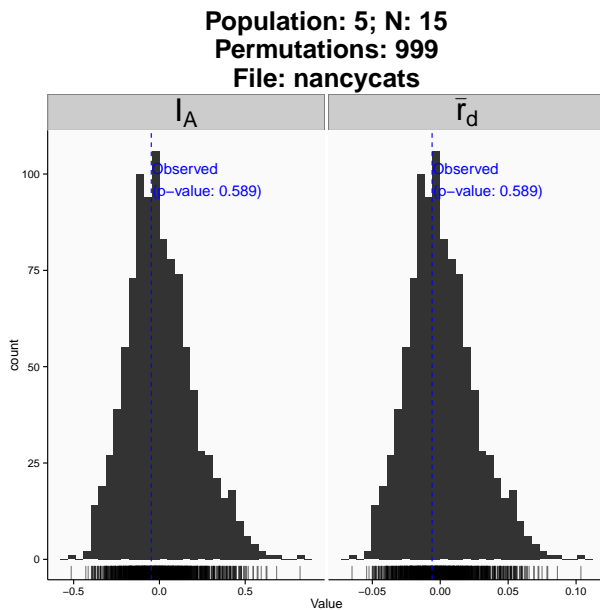 Population: 5; N: 15
Permutations: 999
File: nancycats
I_A
r̄_d
Observed
(p−value: 0.589)
Observed
(p−value: 0.589)
100
75
50
25
0
count
−0.5
0.0
0.5
−0.05
0.00
0.05
0.10
Value